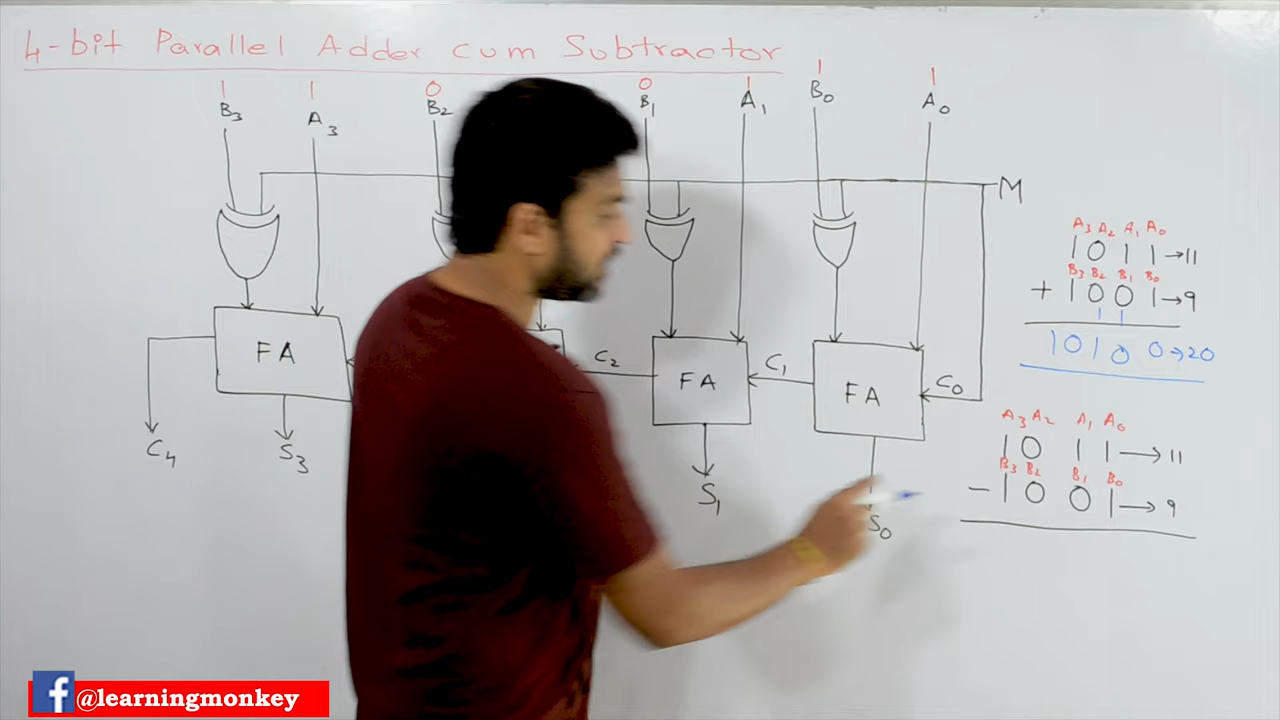 4-bit Parallel Adder cum Subtractor
1 1 0 0 1 1 1
B3 A3 B2 B1 A1 B0 A0
M
A3 A2 A1 A0
1 0 1 1 → 11
B3 B2 B1 B0
+ 1 0 0 1 → 9
1 1
1 0 1 0 0 → 20
FA FA FA
C2 C1 C0
C4 S3 S1 S0
A3 A2 A1 A0
1 0 1 1 → 11
B3 B2 B1 B0
- 1 0 0 1 → 9
@learningmonkey